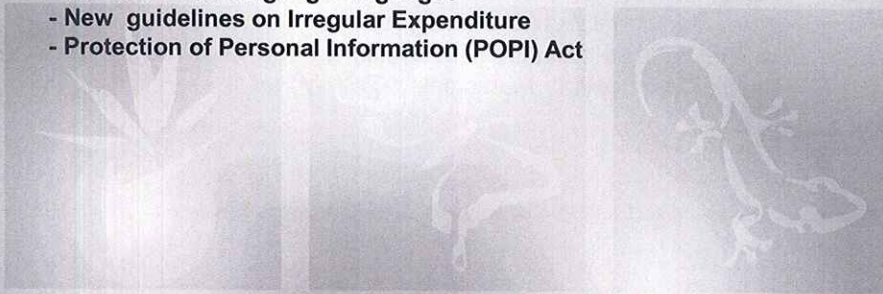 - New guidelines on Irregular Expenditure
- Protection of Personal Information (POPI) Act